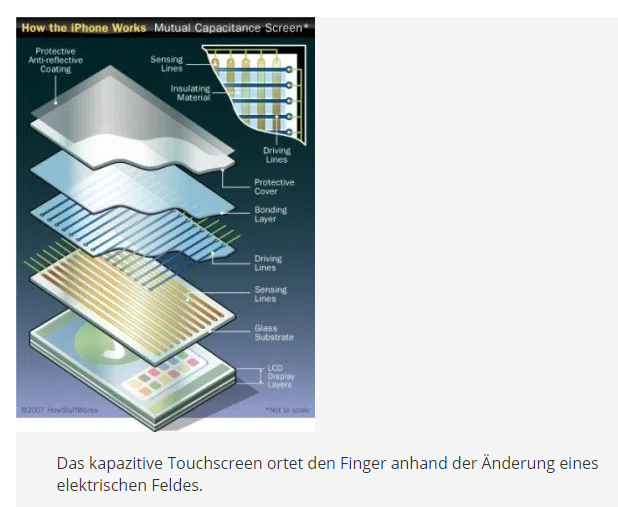 How the iPhone Works Mutual Capacitance Screen*
Protective
Anti-reflective
Coating
Sensing
Lines
Insulating
Material
Driving
Lines
Protective
Cover
Bonding
Layer
Driving
Lines
Sensing
Lines
Glass
Substrate
LCD
Display
Layers
©2007 HowStuffWorks
*Not to scale
Das kapazitive Touchscreen ortet den Finger anhand der Änderung eines
elektrischen Feldes.